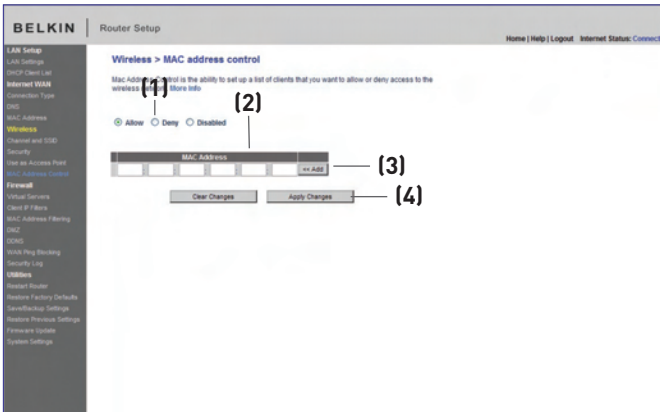 BELKIN
Router Setup
Home | Help | Logout Internet Status: Connect
LAN Setup
LAN Settings
DHCP Client List
Internet WAN
Connection Type
DNS
MAC Address
Wireless
Channel and SSID
Security
Use as Access Point
MAC Address Control
Firewall
Virtual Servers
Client IP Filters
MAC Address Filtering
DMZ
DDNS
WAN Ping Blocking
Security Log
Utilities
Restart Router
Restore Factory Defaults
Save/Backup Settings
Restore Previous Settings
Firmware Update
System Settings
Wireless > MAC address control
Mac Address Control is the ability to set up a list of clients that you want to allow or deny access to the
wireless network. More Info
(1)
(2)
Allow Deny Disabled
MAC Address
: : : : : << Add
(3)
Clear Changes Apply Changes
(4)